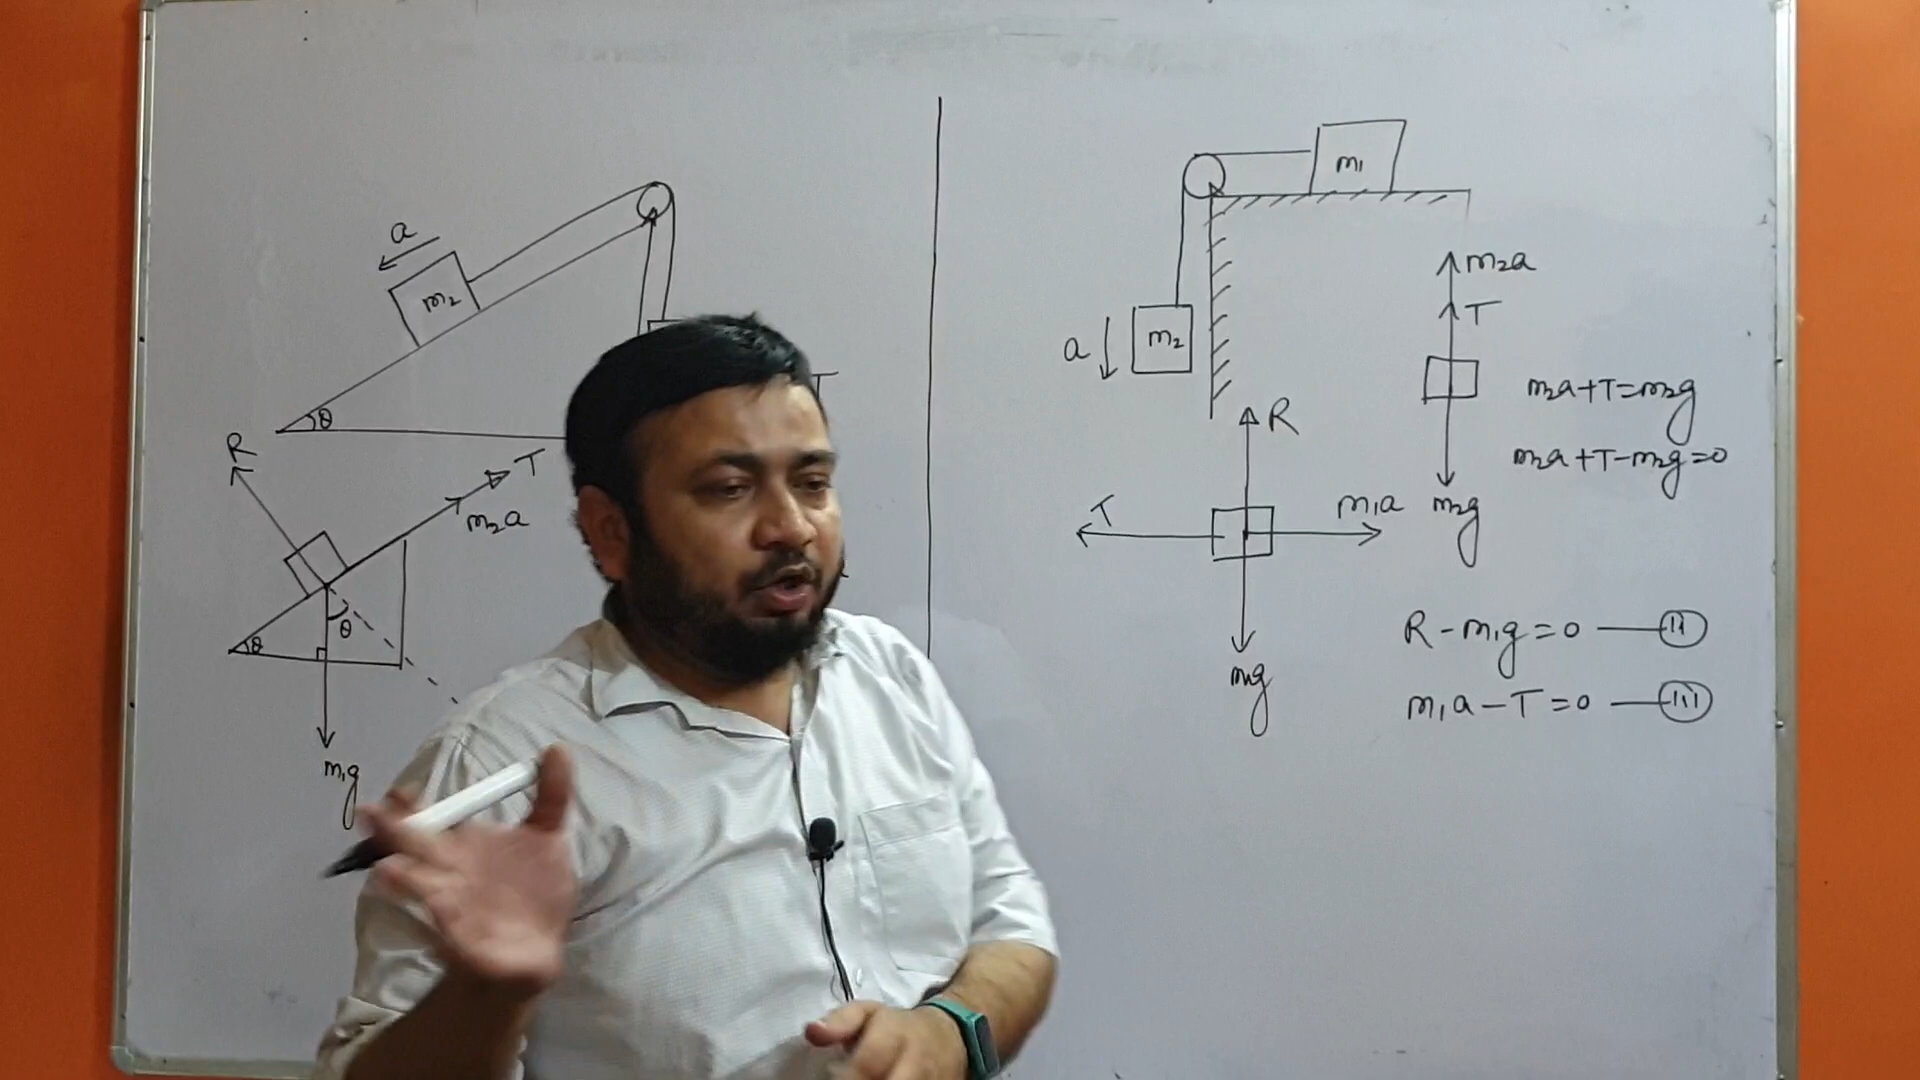 a
m₂
θ
R
T
m₂a
θ
θ
m₁g
T
m₁
a
m₂
m₂a
T
m₂g
m₂a+T=m₂g
m₂a+T-m₂g=0
R
T
m₁a
m₁g
R-m₁g=0 — (ii)
m₁a-T=0 — (iii)